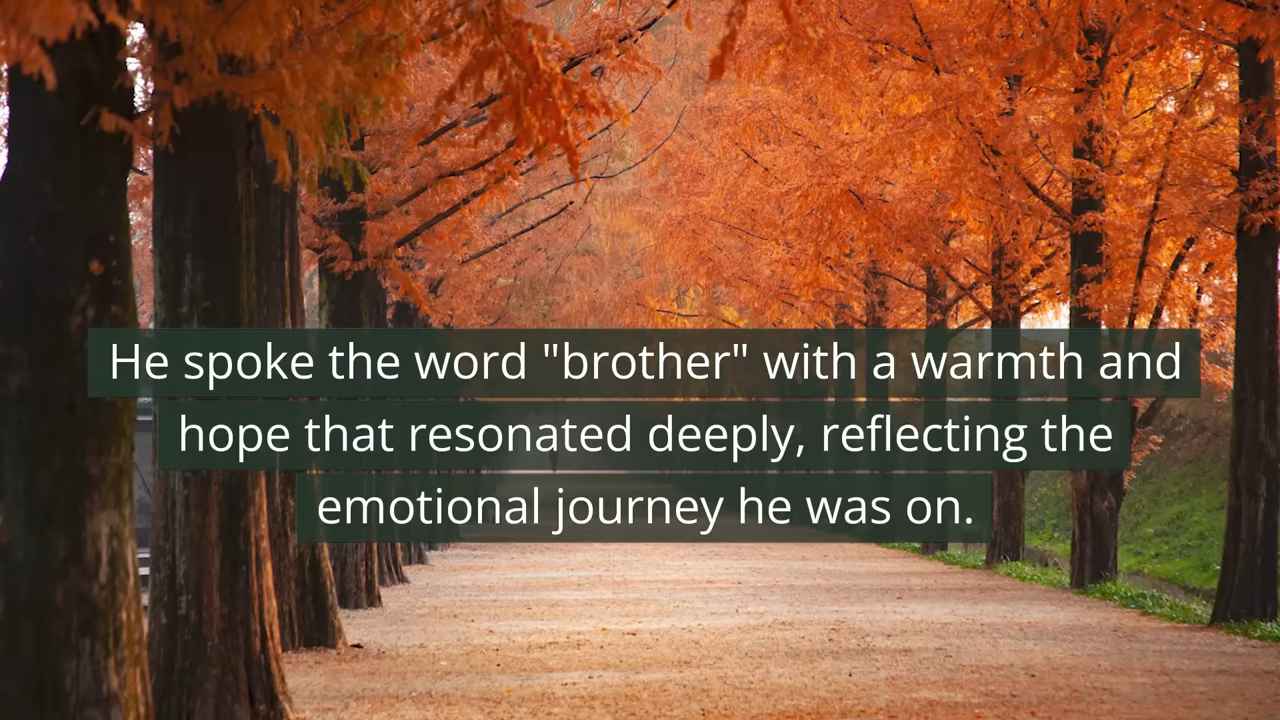 He spoke the word "brother" with a warmth and
hope that resonated deeply, reflecting the
emotional journey he was on.